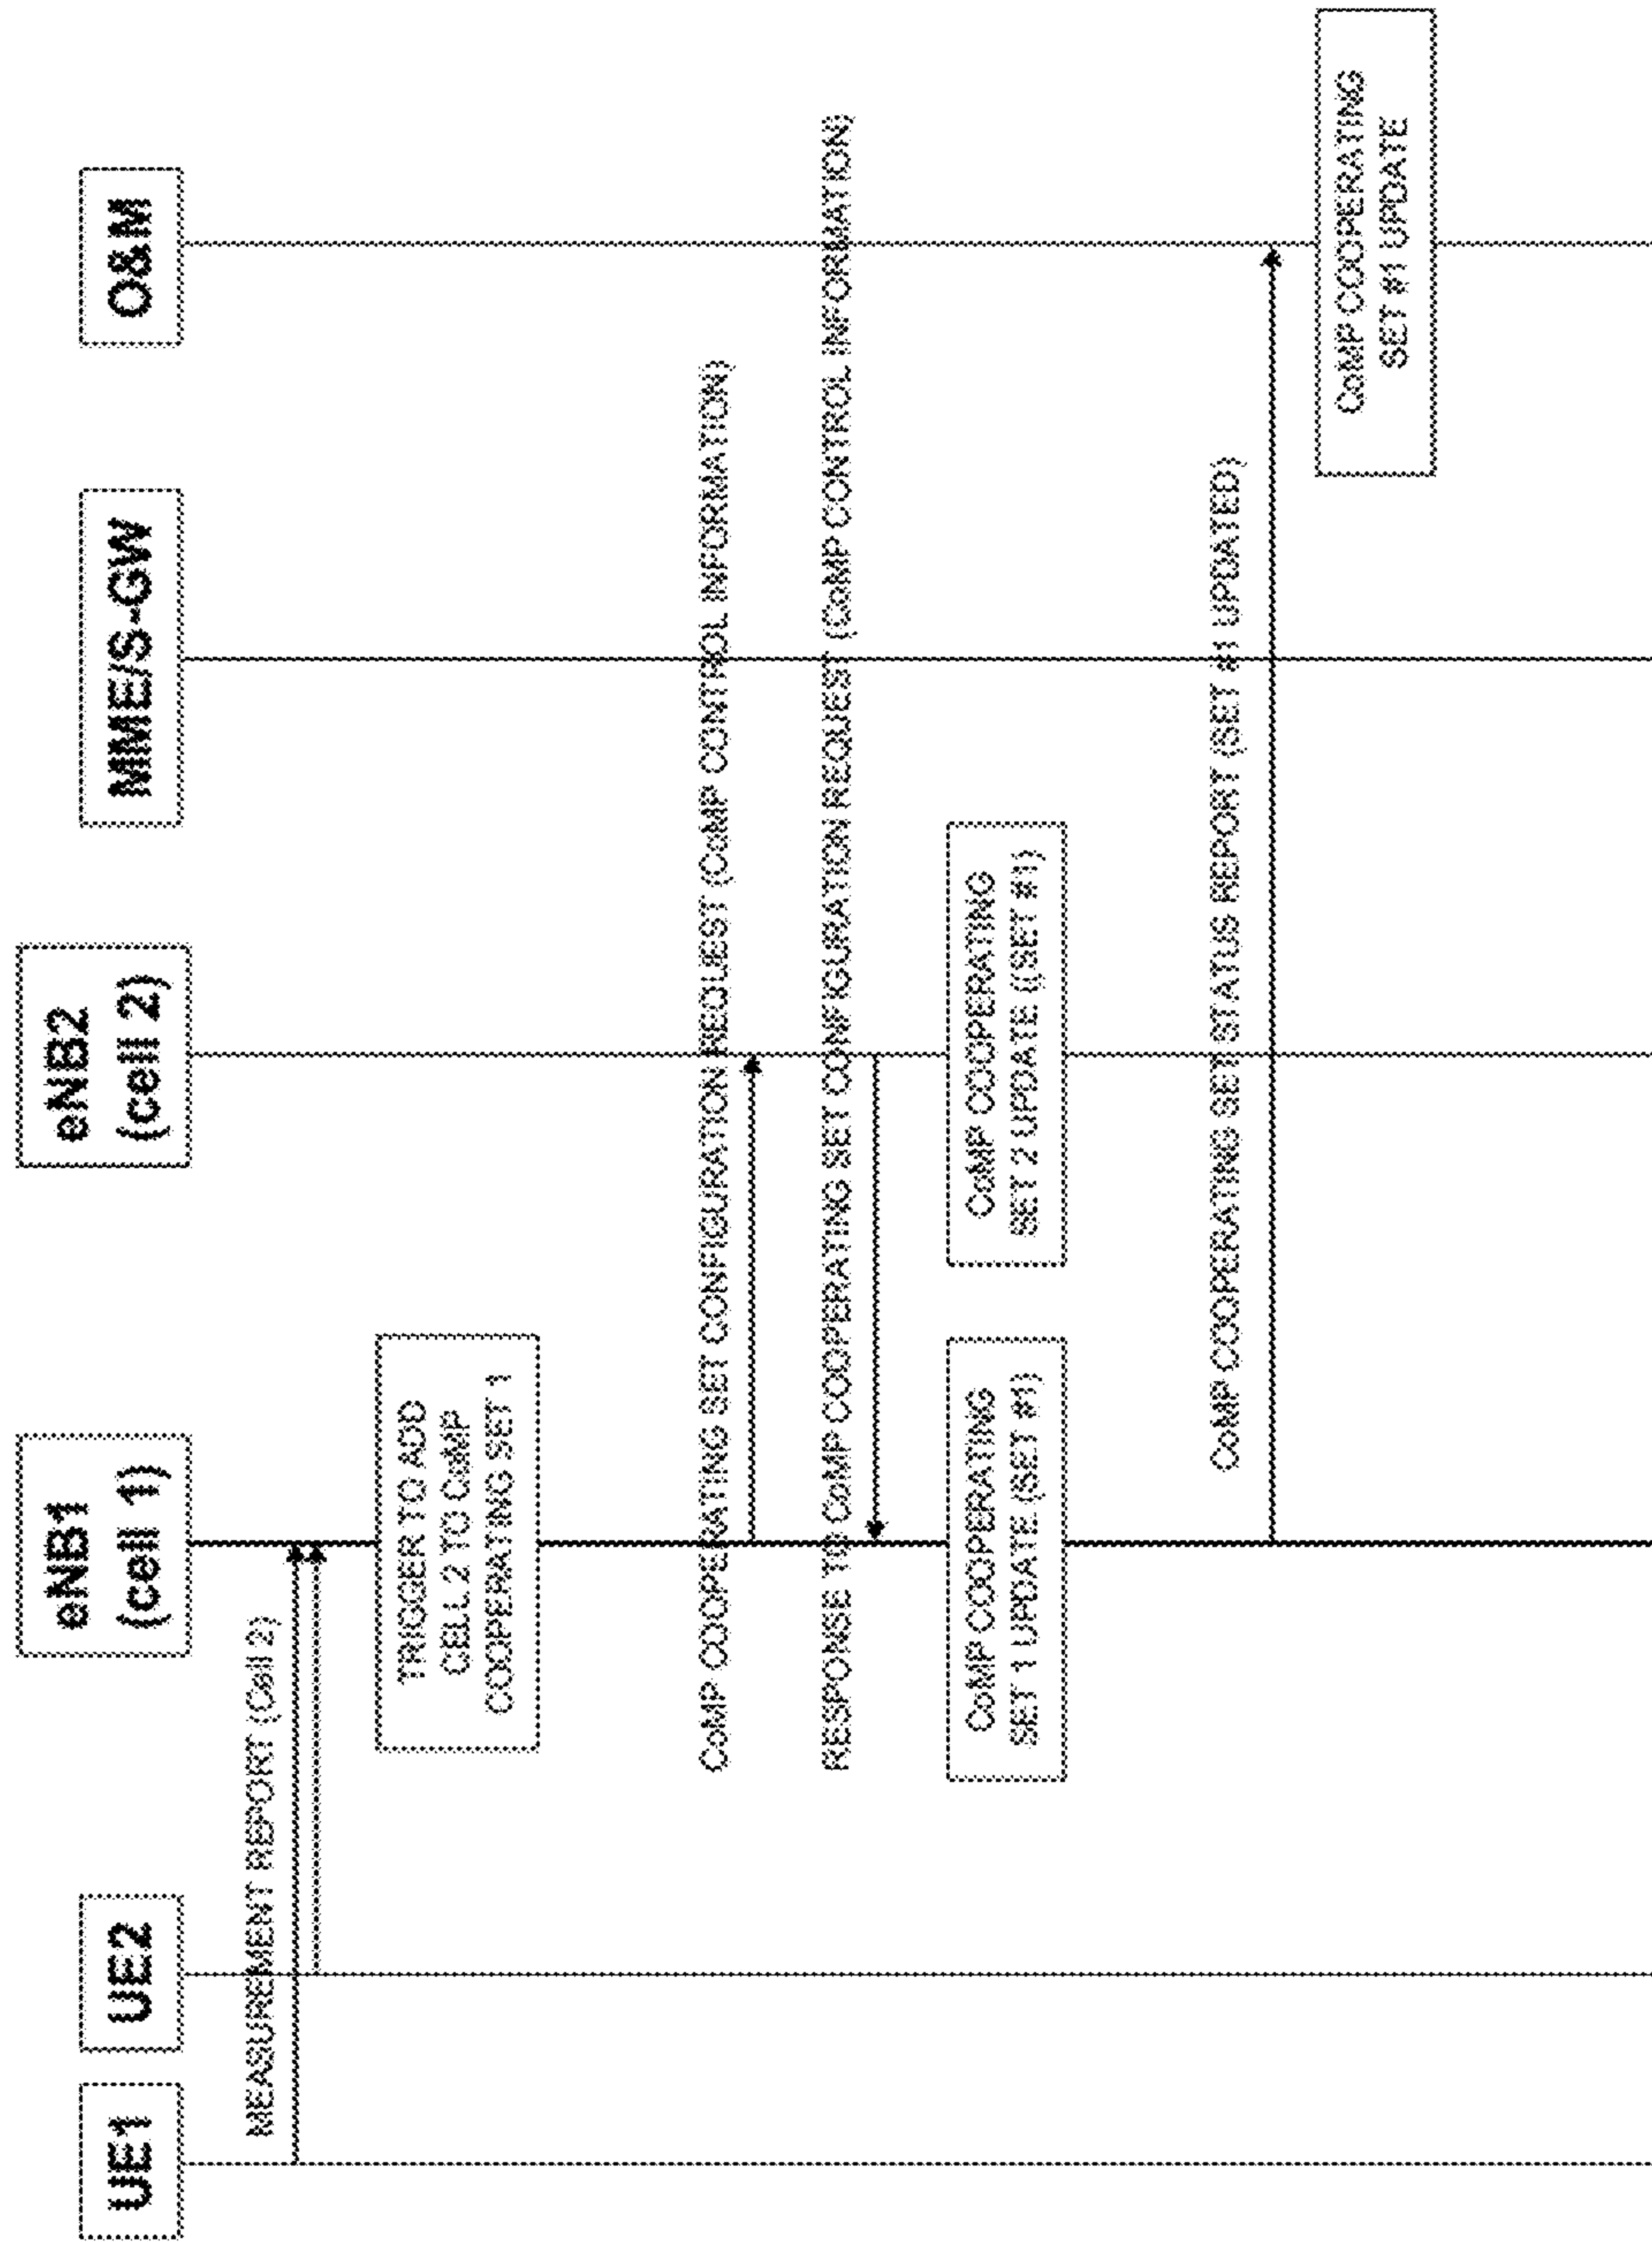 UE1
UE2
eNB1
(cell 1)
eNB2
(cell 2)
MME/S-GW
O&M
MEASUREMENT REPORT (Cell 2)
TRIGGER TO ADD
CELL 2 TO CoMP
COOPERATING SET 1
CoMP COOPERATING SET CONFIGURATION REQUEST (CoMP CONTROL INFORMATION)
RESPONSE TO CoMP COOPERATING SET CONFIGURATION REQUEST (CoMP CONTROL INFORMATION)
CoMP COOPERATING
SET 1 UPDATE (SET #1)
CoMP COOPERATING
SET 2 UPDATE ((SET #1)
CoMP COOPERATING SET STATUS REPORT (SET #1 UPDATED)
CoMP COOPERATING
SET #1 UPDATE